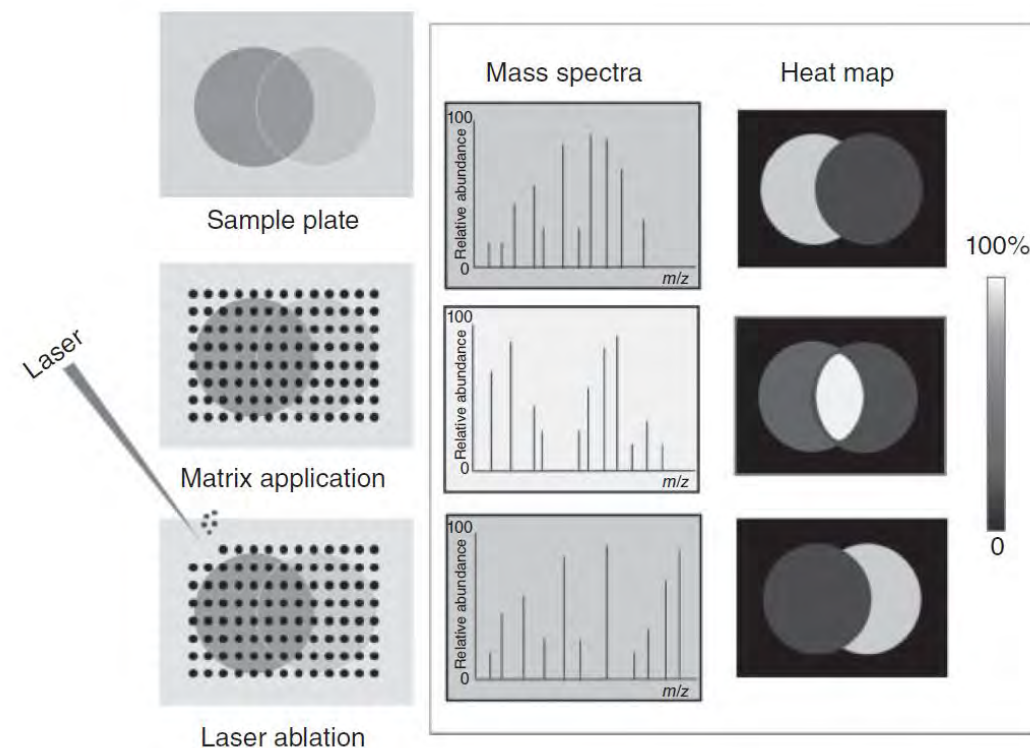 Sample plate
Laser
Matrix application
Laser ablation
Mass spectra
100
Relative abundance
0
m/z
100
Relative abundance
0
m/z
100
Relative abundance
0
m/z
Heat map
100%
0